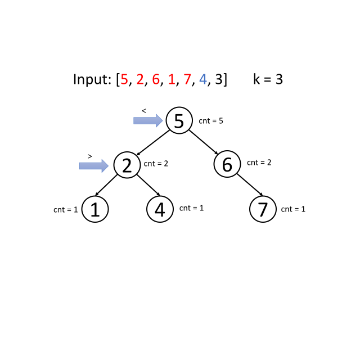 Input: [5, 2, 6, 1, 7, 4, 3] k = 3
<
5 cnt = 5
>
2 cnt = 2
6 cnt = 2
cnt = 1 1
4 cnt = 1
7 cnt = 1